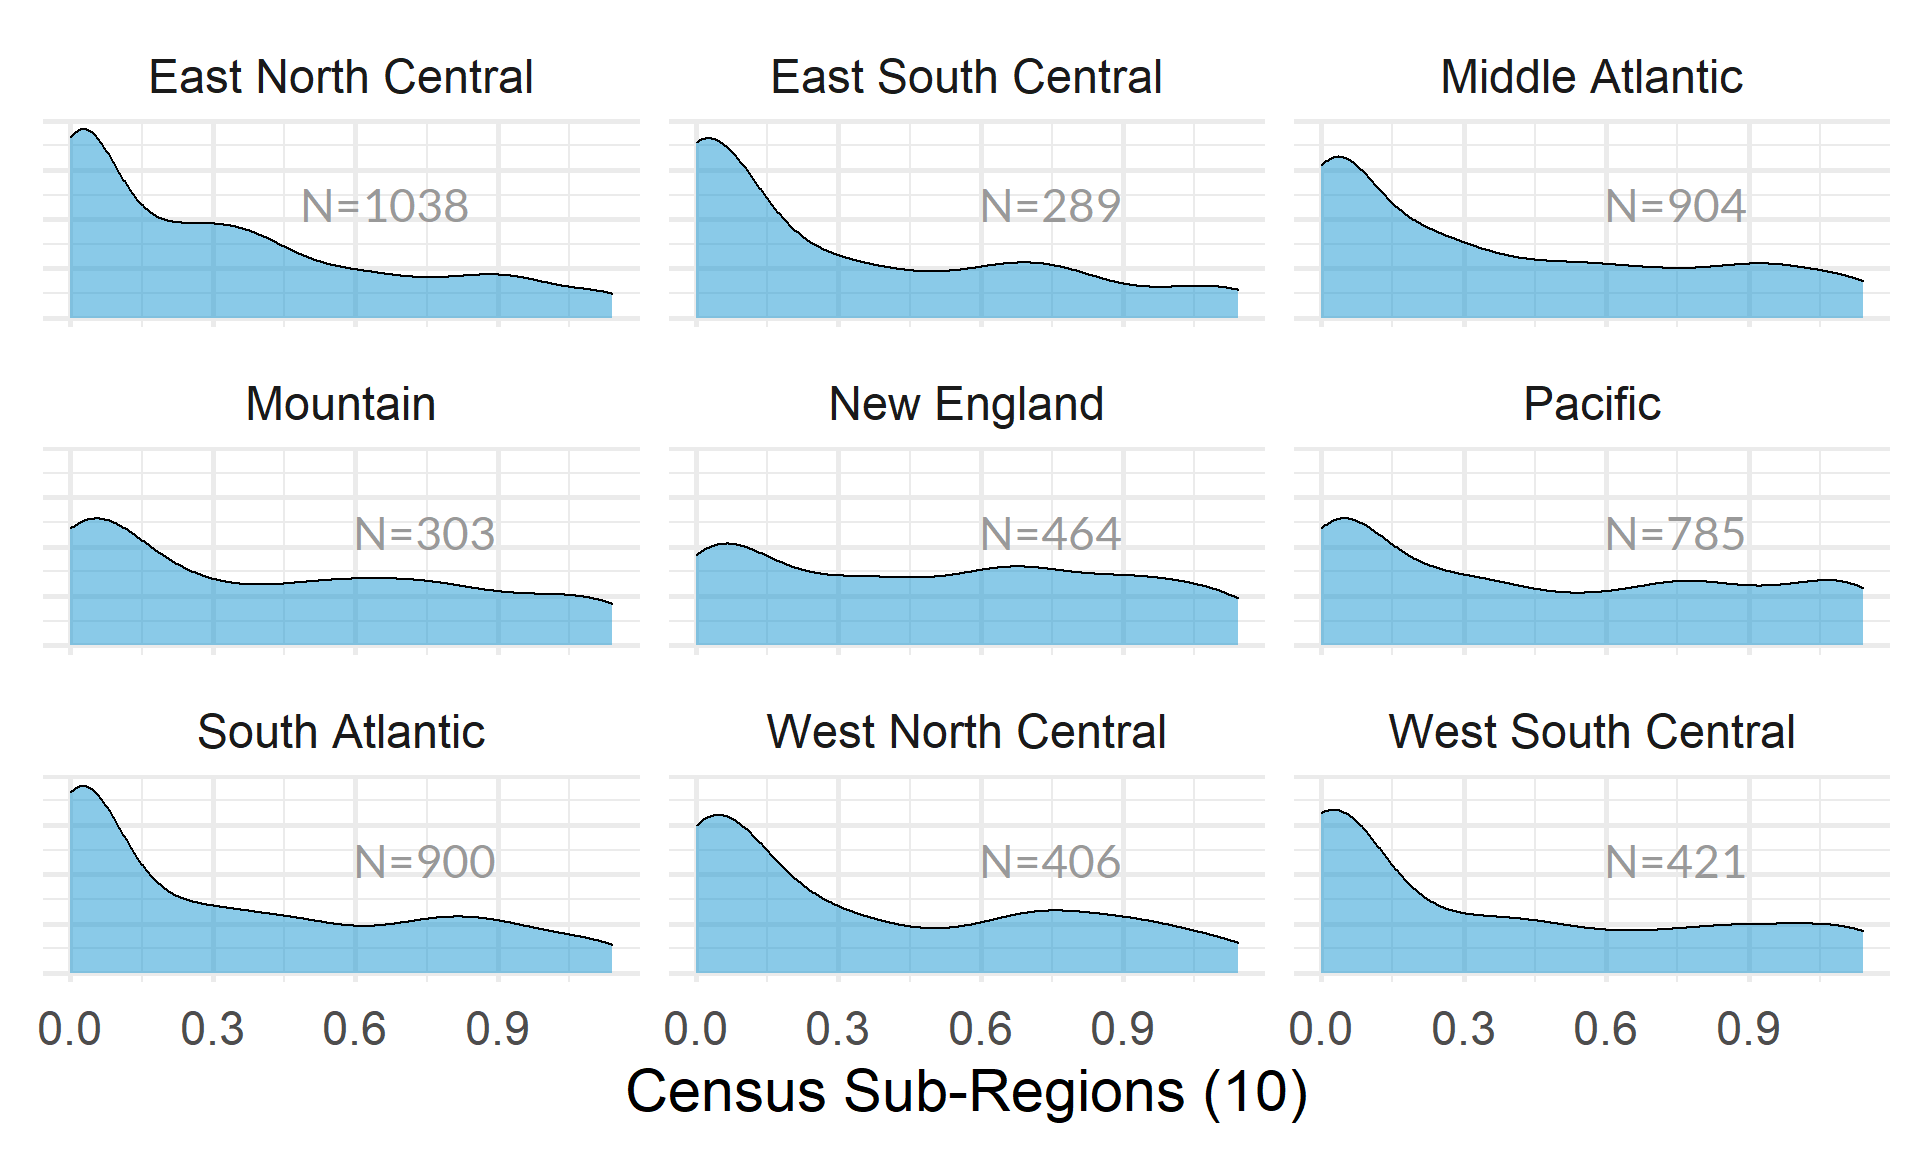 East North Central East South Central Middle Atlantic
N=1038 N=289 N=904
Mountain New England Pacific
N=303 N=464 N=785
South Atlantic West North Central West South Central
N=900 N=406 N=421
0.0 0.3 0.6 0.9 0.0 0.3 0.6 0.9 0.0 0.3 0.6 0.9
Census Sub-Regions (10)